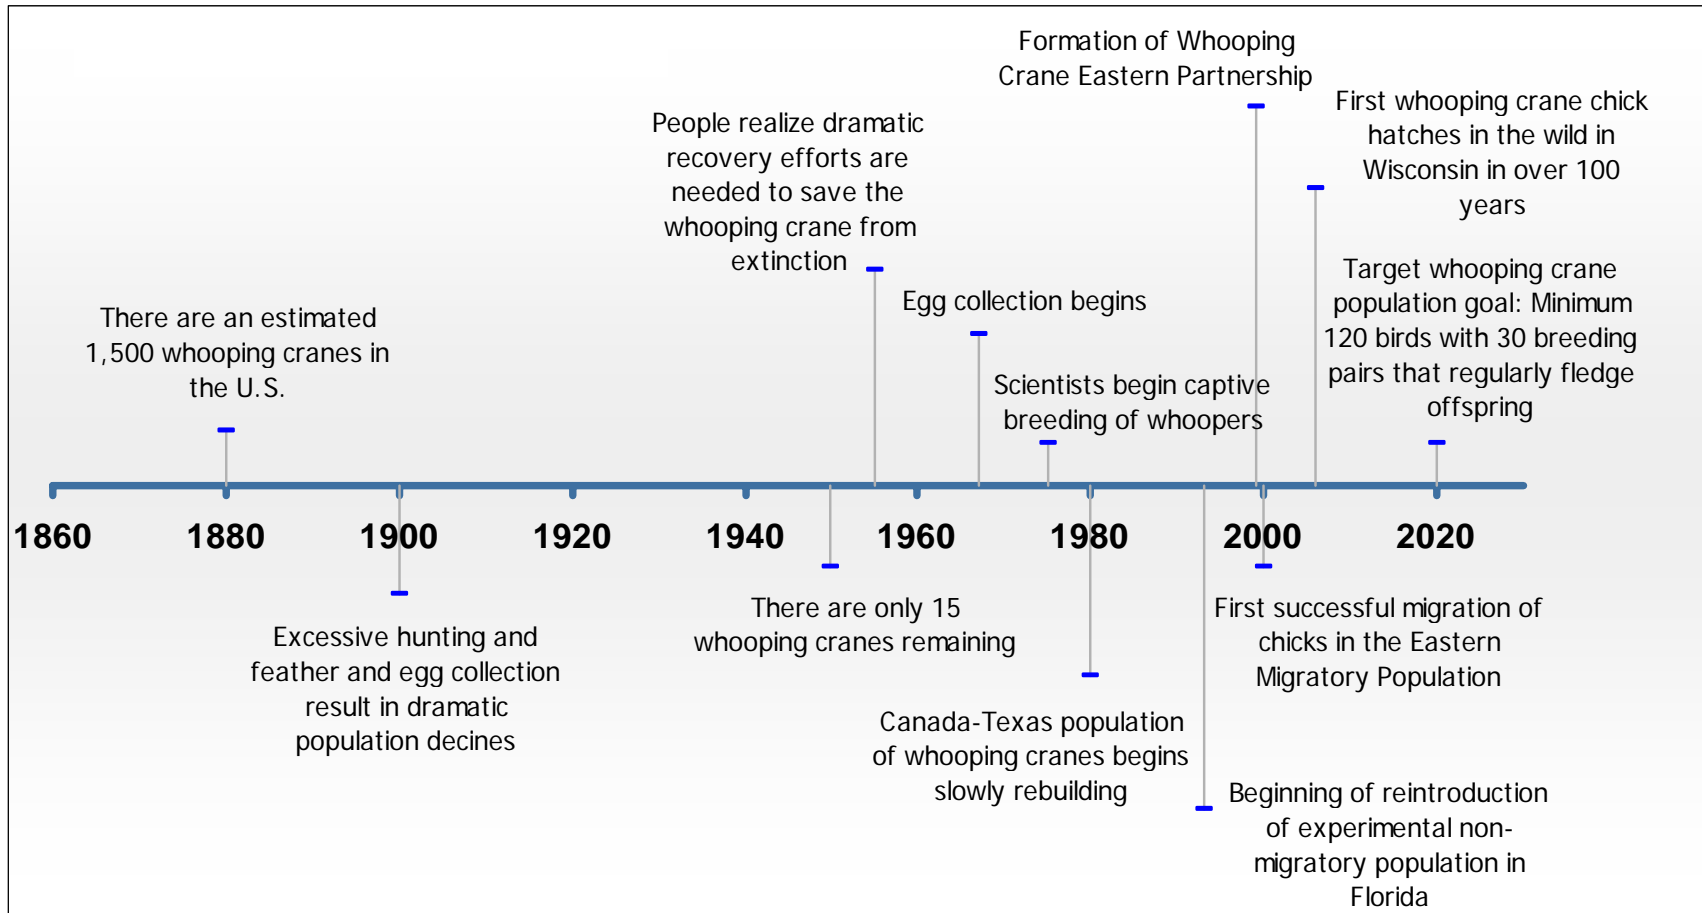 Formation of Whooping
Crane Eastern Partnership
First whooping crane chick
hatches in the wild in
Wisconsin in over 100
years
People realize dramatic
recovery efforts are
needed to save the
whooping crane from
extinction
Target whooping crane
population goal: Minimum
120 birds with 30 breeding
pairs that regularly fledge
offspring
Egg collection begins
There are an estimated
1,500 whooping cranes in
the U.S.
Scientists begin captive
breeding of whoopers
1860 1880 1900 1920 1940 1960 1980 2000 2020
There are only 15
whooping cranes remaining
First successful migration of
chicks in the Eastern
Migratory Population
Excessive hunting and
feather and egg collection
result in dramatic
population decines
Canada-Texas population
of whooping cranes begins
slowly rebuilding
Beginning of reintroduction
of experimental non-
migratory population in
Florida